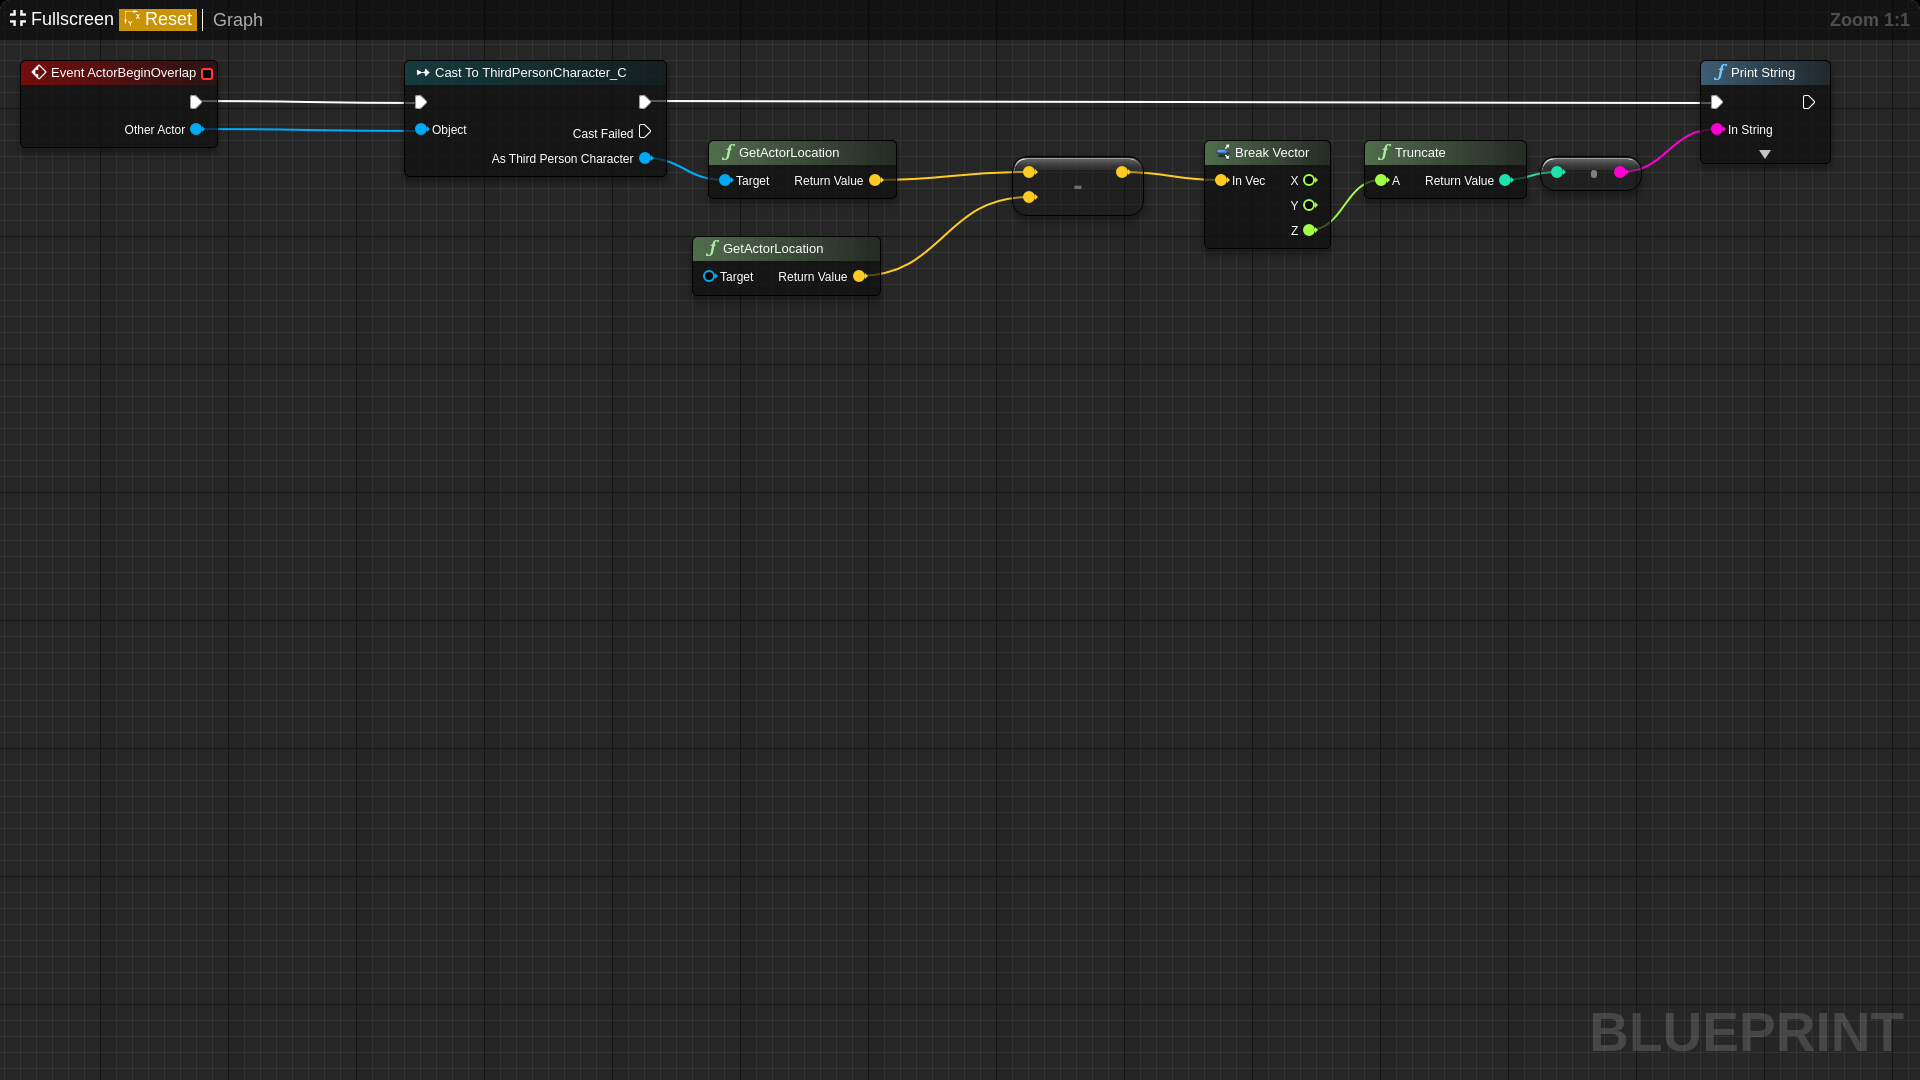 Fullscreen Reset Graph Zoom 1:1
Event ActorBeginOverlap
Other Actor
Cast To ThirdPersonCharacter_C
Object
Cast Failed
As Third Person Character
GetActorLocation
Target Return Value
GetActorLocation
Target Return Value
-
Break Vector
In Vec X
Y
Z
Truncate
A Return Value
Print String
In String
BLUEPRINT